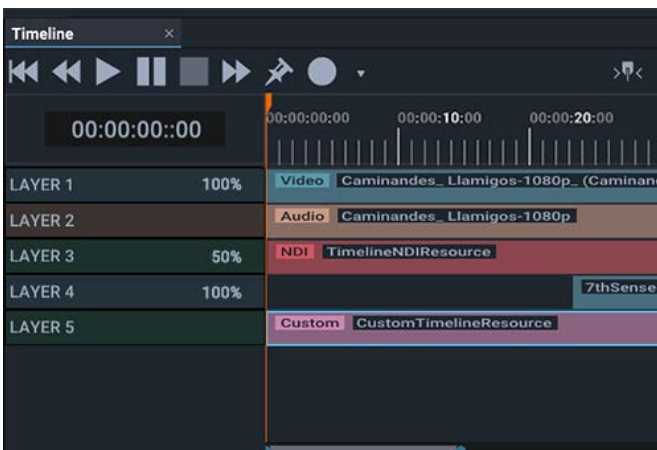 Timeline ×
00:00:00:00 00:00:10:00 00:00:20:00
00:00:00::00
LAYER 1 100% Video Caminandes_ Llamigos-1080p_ (Caminan
LAYER 2 Audio Caminandes_ Llamigos-1080p
LAYER 3 50% NDI TimelineNDIResource
LAYER 4 100% 7thSense
LAYER 5 Custom CustomTimelineResource